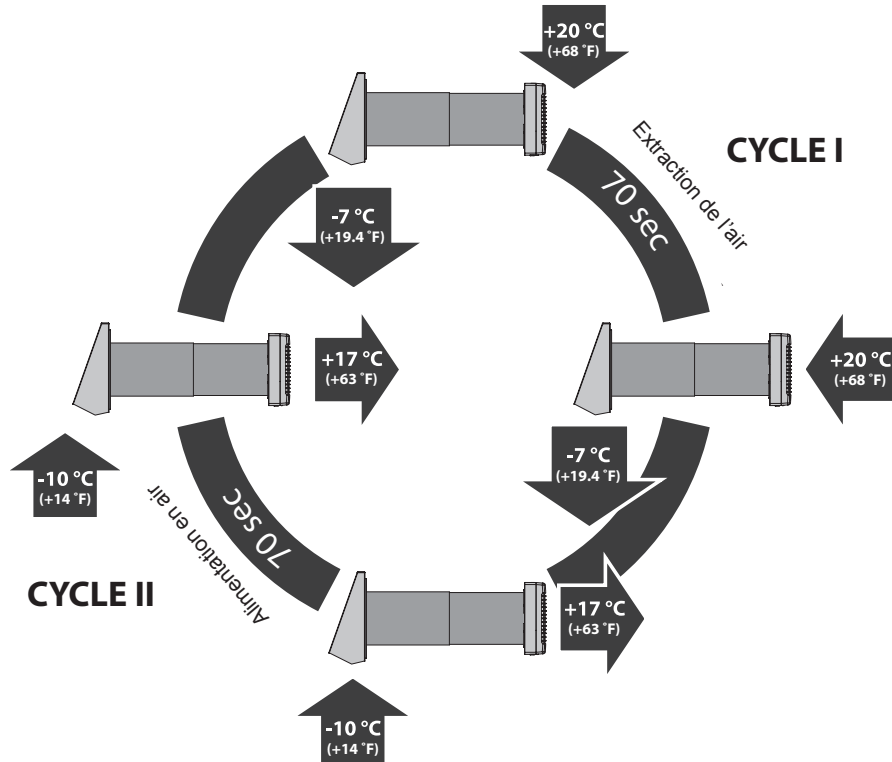 +20 °C
(+68 °F)
CYCLE I
Extraction de l'air
70 sec
-7 °C
(+19.4 °F)
+17 °C
(+63 °F)
+20 °C
(+68 °F)
-7 °C
(+19.4 °F)
-10 °C
(+14 °F)
70 sec
Alimentation en air
CYCLE II
+17 °C
(+63 °F)
-10 °C
(+14 °F)